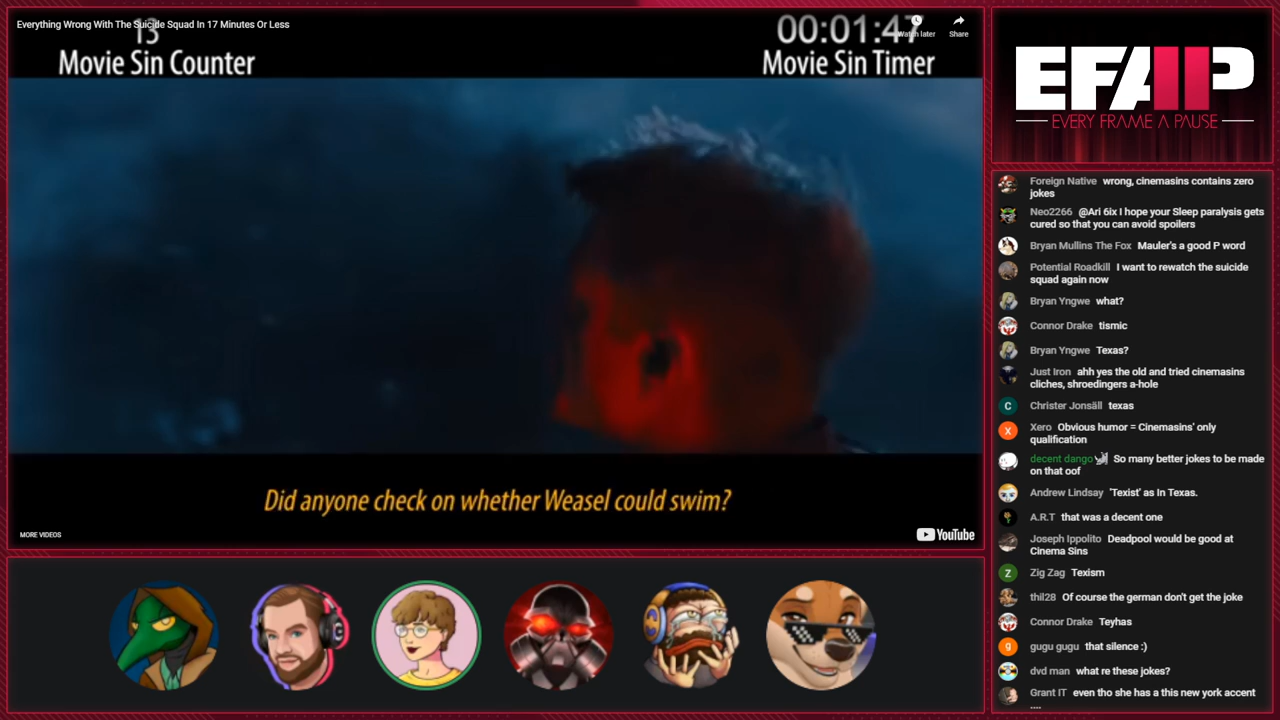 Everything Wrong With The Suicide Squad In 17 Minutes Or Less
13
Movie Sin Counter
00:01:47
Movie Sin Timer
Watch later
Share
Did anyone check on whether Weasel could swim?
MORE VIDEOS
YouTube
EFAP
EVERY FRAME A PAUSE
Foreign Native wrong, cinemasins contains zero
jokes
Neo2266 @Ari 6ix I hope your Sleep paralysis gets
cured so that you can avoid spoilers
Bryan Mullins The Fox Mauler's a good P word
Potential Roadkill I want to rewatch the suicide
squad again now
Bryan Yngwe what?
Connor Drake tismic
Bryan Yngwe Texas?
Just Iron ahh yes the old and tried cinemasins
cliches, shroedingers a-hole
C
Christer Jonsäll texas
X
Xero Obvious humor = Cinemasins' only
qualification
decent dango So many better jokes to be made
on that oof
Andrew Lindsay 'Texist' as In Texas.
A.R.T that was a decent one
Joseph Ippolito Deadpool would be good at
Cinema Sins
Z
Zig Zag Texism
thil28 Of course the german don't get the joke
Connor Drake Teyhas
g
gugu gugu that silence :)
dvd man what re these jokes?
Grant IT even tho she has a this new york accent
....